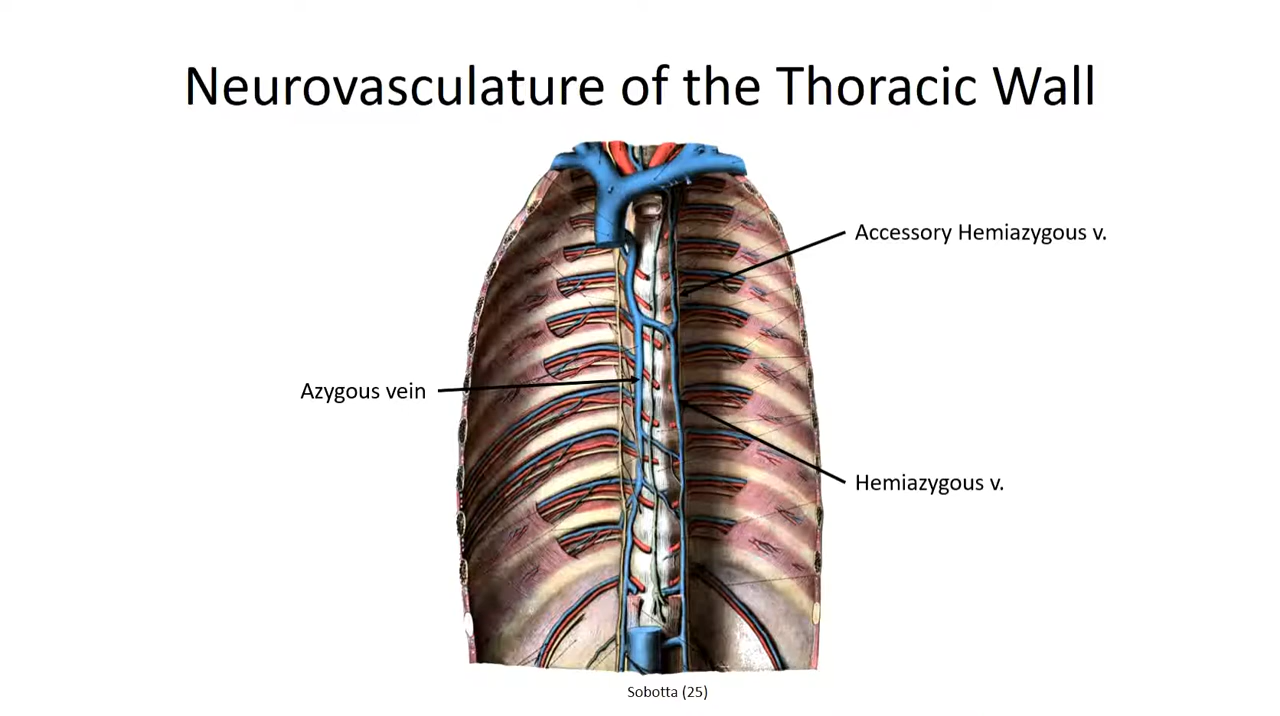 Neurovasculature of the Thoracic Wall
Accessory Hemiazygous v.
Azygous vein
Hemiazygous v.
Sobotta (25)